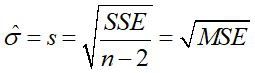 σ̂ = s = √(SSE / (n − 2)) = √MSE